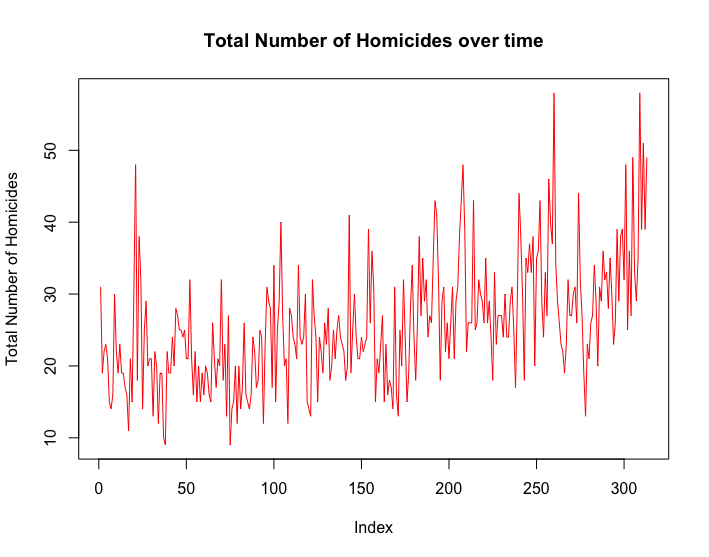 Total Number of Homicides over time
Total Number of Homicides
50
40
30
20
10
0 50 100 150 200 250 300
Index